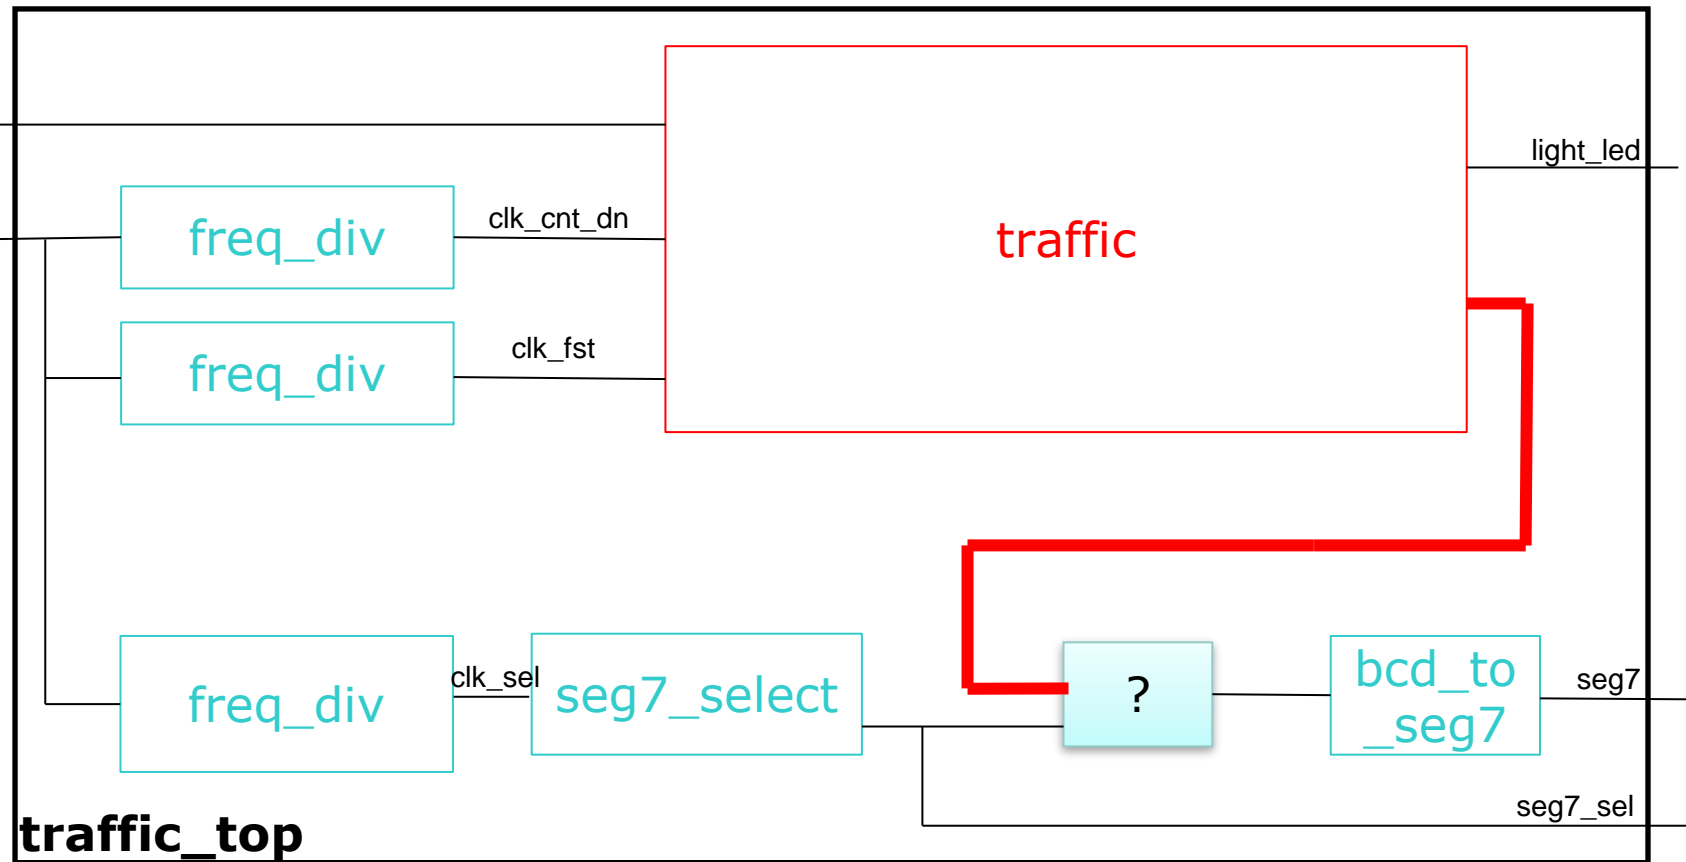 light_led
freq_div
clk_cnt_dn
traffic
freq_div
clk_fst
freq_div
clk_sel
seg7_select
?
bcd_to
_seg7
seg7
seg7_sel
traffic_top